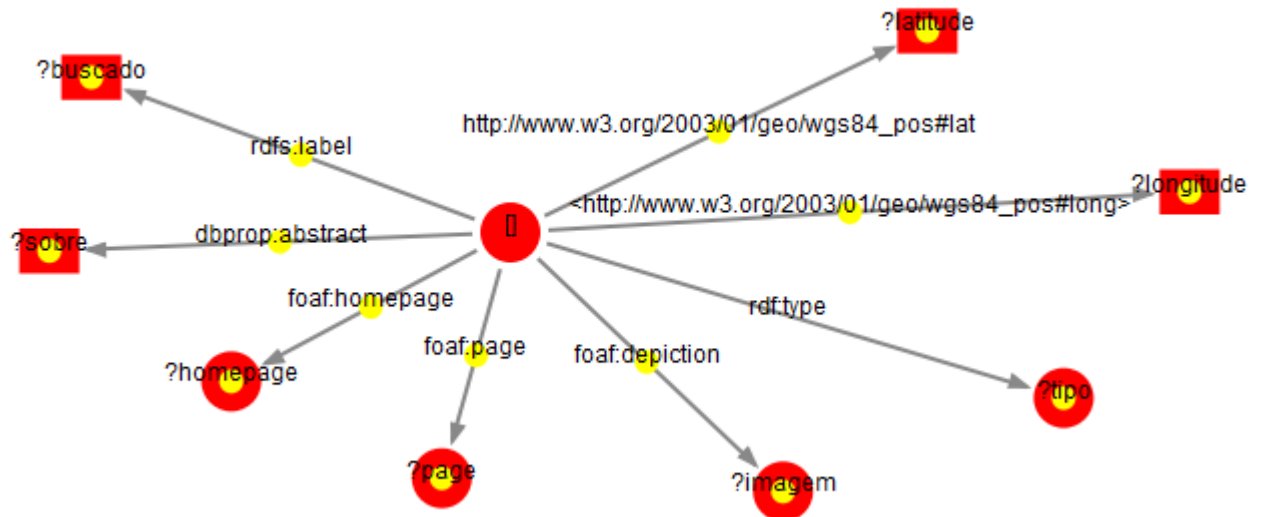 ?latitude
?buscado
http://www.w3.org/2003/01/geo/wgs84_pos#lat
rdfs:label
?longitude
<http://www.w3.org/2003/01/geo/wgs84_pos#long>
[]
dbprop:abstract
?sobre
foaf:homepage
rdf:type
foaf:page
foaf:depiction
?homepage
?tipo
?page
?imagem